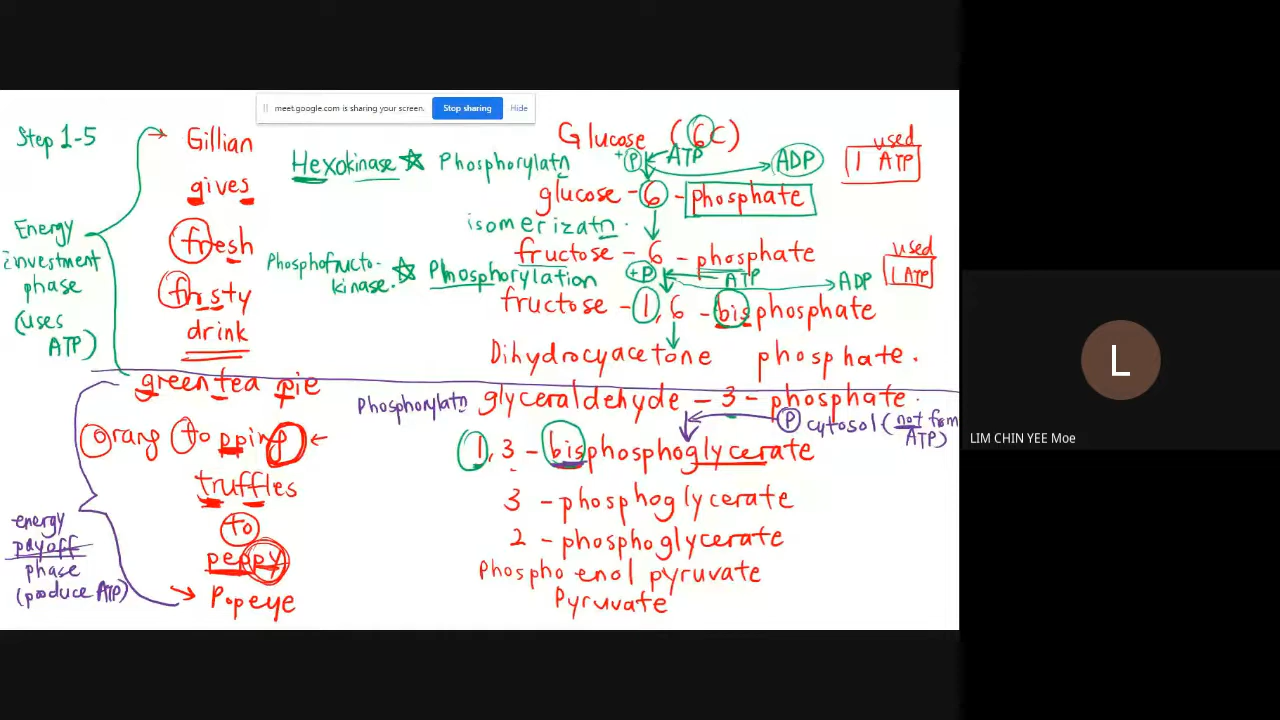 meet.google.com is sharing your screen. Stop sharing Hide
Step 1-5
Gillian
gives
fresh
frosty
drink
green tea pie
Orang Topping
truffles
to
peppy
Popeye
Energy
investment
phase
(uses
ATP)
energy
payoff
phase
(produce ATP)
Glucose (6C)
Hexokinase ☆ Phosphorylatn
+P ATP ADP
used
1 ATP
glucose - 6 - phosphate
isomerizatn.
fructose - 6 - phosphate
Phosphofructo-
kinase. ☆ Phosphorylation
+P ATP ADP
used
1 ATP
fructose - 1, 6 - bisphosphate
Dihydrocyacetone phosphate.
Phosphorylatn
glyceraldehyde - 3 - phosphate.
P cytosol (not from
ATP)
1, 3 - bisphosphoglycerate
3 - phosphoglycerate
2 - phosphoglycerate
Phospho enol pyruvate
Pyruvate
L
LIM CHIN YEE Moe